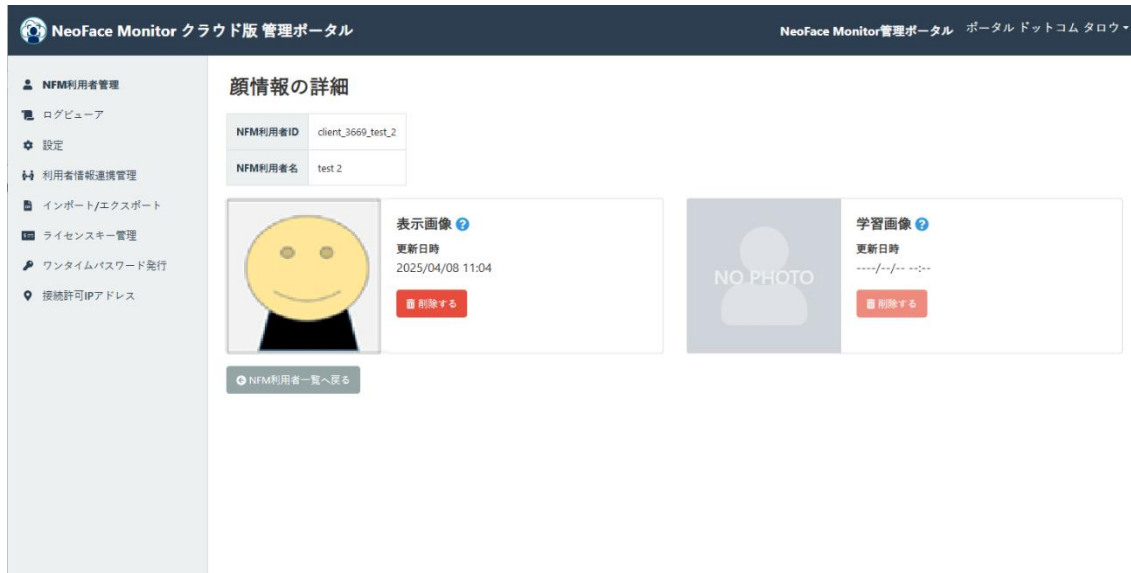 NeoFace Monitor クラウド版 管理ポータル
NeoFace Monitor管理ポータル ポータル ドットコム タロウ
NFM利用者管理
ログビューア
設定
利用者情報連携管理
インポート/エクスポート
ライセンスキー管理
ワンタイムパスワード発行
接続許可IPアドレス
顔情報の詳細
NFM利用者ID client_3669_test_2
NFM利用者名 test 2
表示画像 ?
更新日時
2025/04/08 11:04
削除する
NO PHOTO
学習画像 ?
更新日時
----/--/-- --:--
削除する
NFM利用者一覧へ戻る